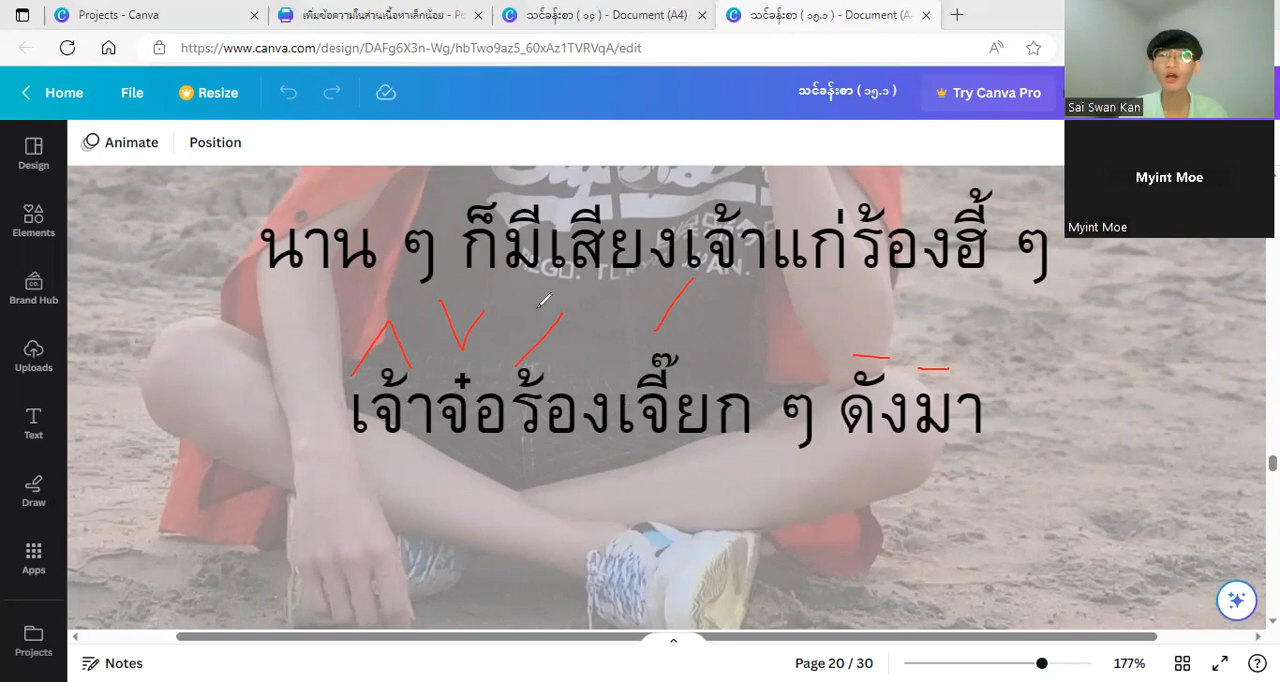 Projects - Canva
เพิ่มข้อความในส่วนเนื้อหาเล็กน้อย - Po
သင်ခန်းစာ ( ၁၄ ) - Document (A4)
သင်ခန်းစာ ( ၁၅.၁ ) - Document (A4
https://www.canva.com/design/DAFg6X3n-Wg/hbTwo9az5_60xAz1TVRVqA/edit
Home
File
Resize
သင်ခန်းစာ ( ၁၅.၁ )
Try Canva Pro
Sai Swan Kan
Myint Moe
Myint Moe
Animate
Position
Design
Elements
Brand Hub
Uploads
Text
Draw
Apps
Projects
นาน ๆ ก็มีเสียงเจ้าแก่ร้องฮี้ ๆ
เจ้าจ๋อร้องเจี๊ยก ๆ ดังมา
Notes
Page 20 / 30
177%